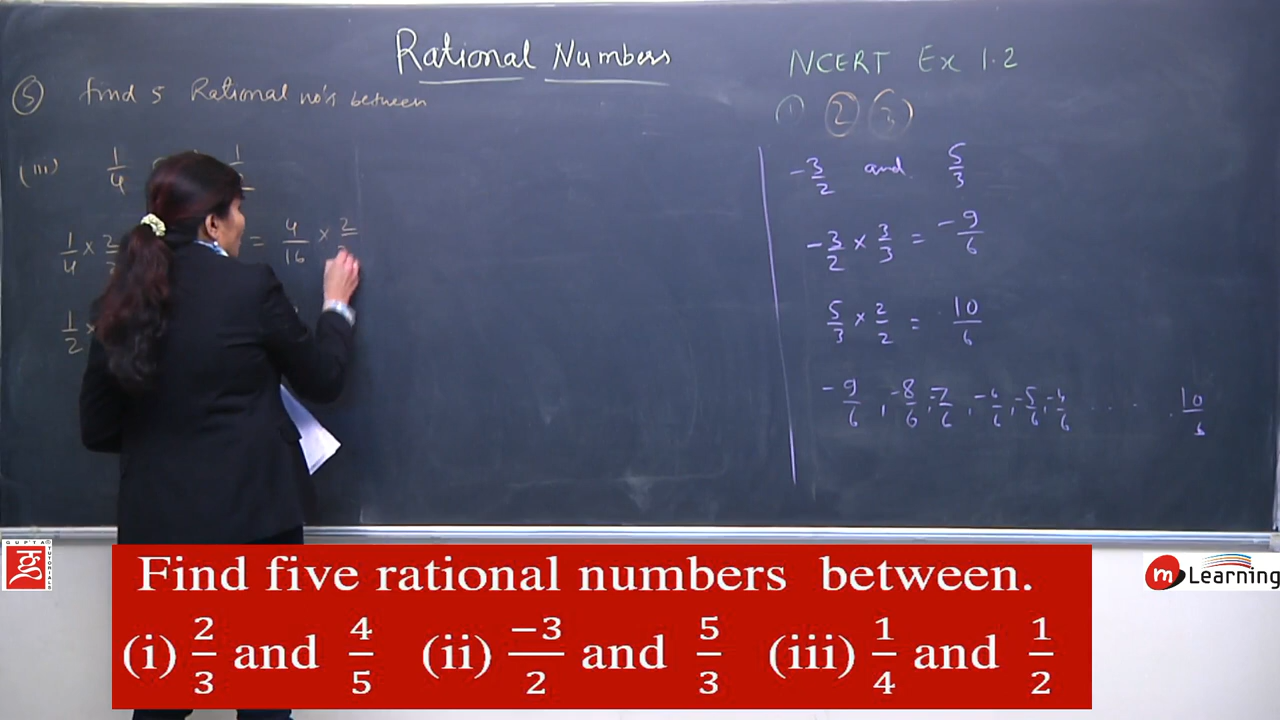 Rational Numbers
NCERT Ex 1.2
⑤ find 5 Rational no's between
① ② ③
(iii) 1/4 1/
1/4 × 2/ = 4/16 × 2/
1/2 ×
-3/2 and 5/3
-3/2 × 3/3 = -9/6
5/3 × 2/2 = 10/6
-9/6, -8/6, -7/6, -6/6, -5/6, -4/6 ...... 10/6
GUPTA TUTORIALS
m Learning
Find five rational numbers between.
(i) 2/3 and 4/5 (ii) -3/2 and 5/3 (iii) 1/4 and 1/2